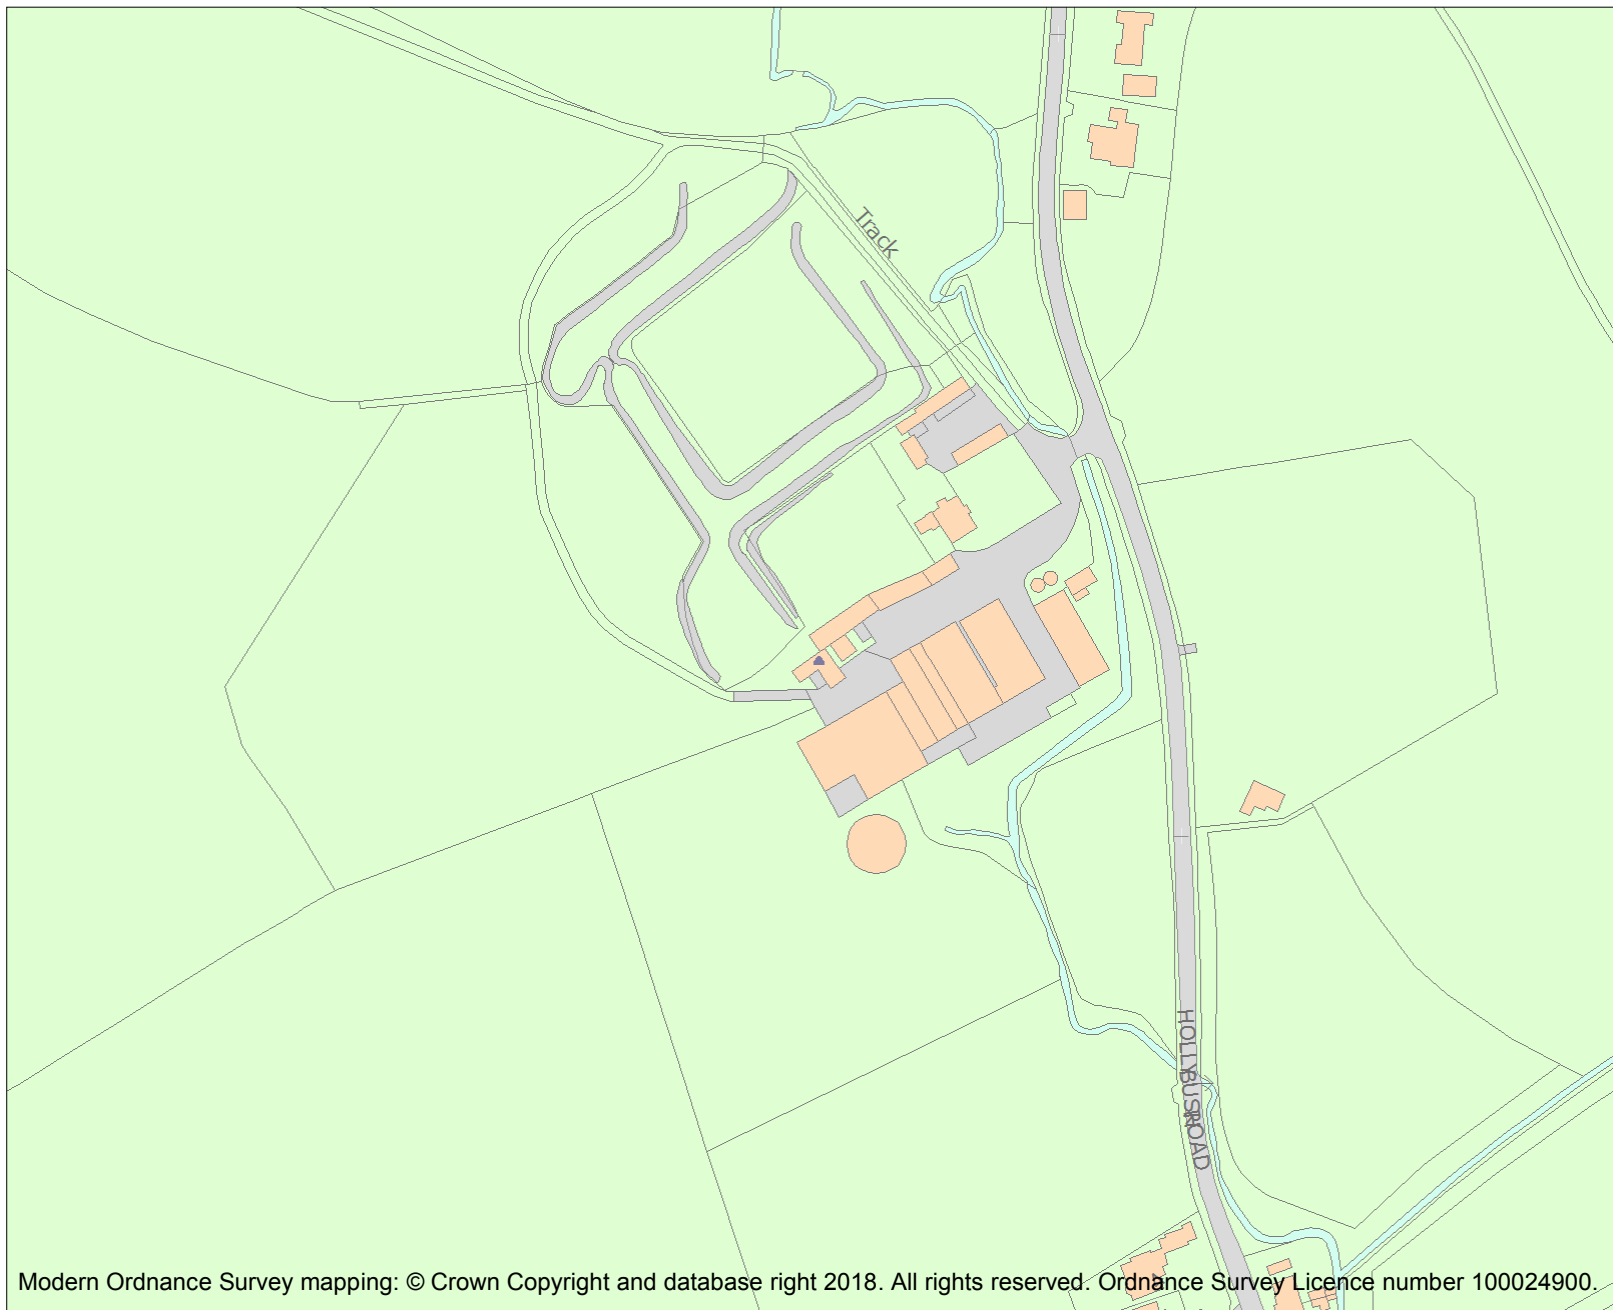 Track
HOLLYBUSH
ROAD
Modern Ordnance Survey mapping: © Crown Copyright and database right 2018. All rights reserved. Ordnance Survey Licence number 100024900.